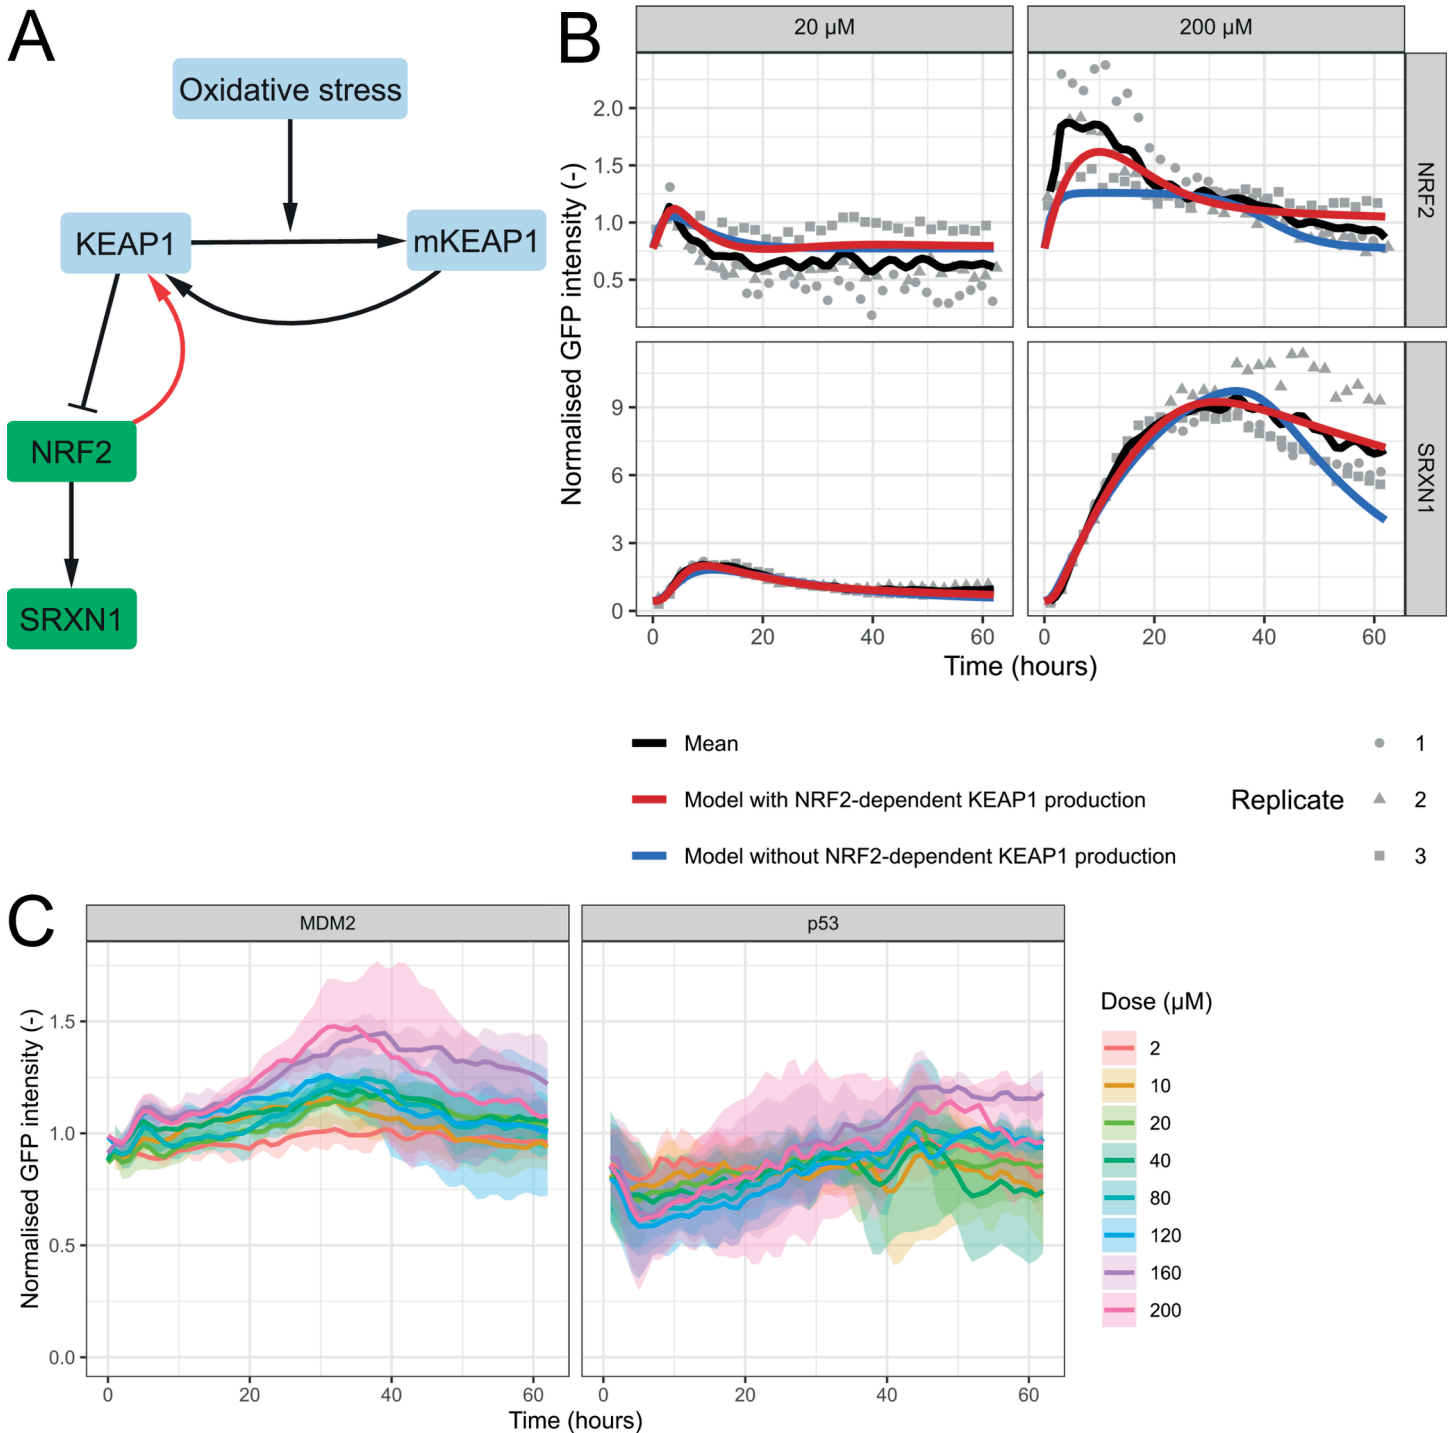 A
Oxidative stress
KEAP1
mKEAP1
NRF2
SRXN1
B
20 µM
200 µM
Normalised GFP intensity (-)
2.0
1.5
1.0
0.5
NRF2
9
6
3
0
SRXN1
0 20 40 60
0 20 40 60
Time (hours)
Mean
Model with NRF2-dependent KEAP1 production
Model without NRF2-dependent KEAP1 production
Replicate
1
2
3
C
MDM2
p53
Normalised GFP intensity (-)
1.5
1.0
0.5
0.0
0 20 40 60
0 20 40 60
Time (hours)
Dose (µM)
2
10
20
40
80
120
160
200